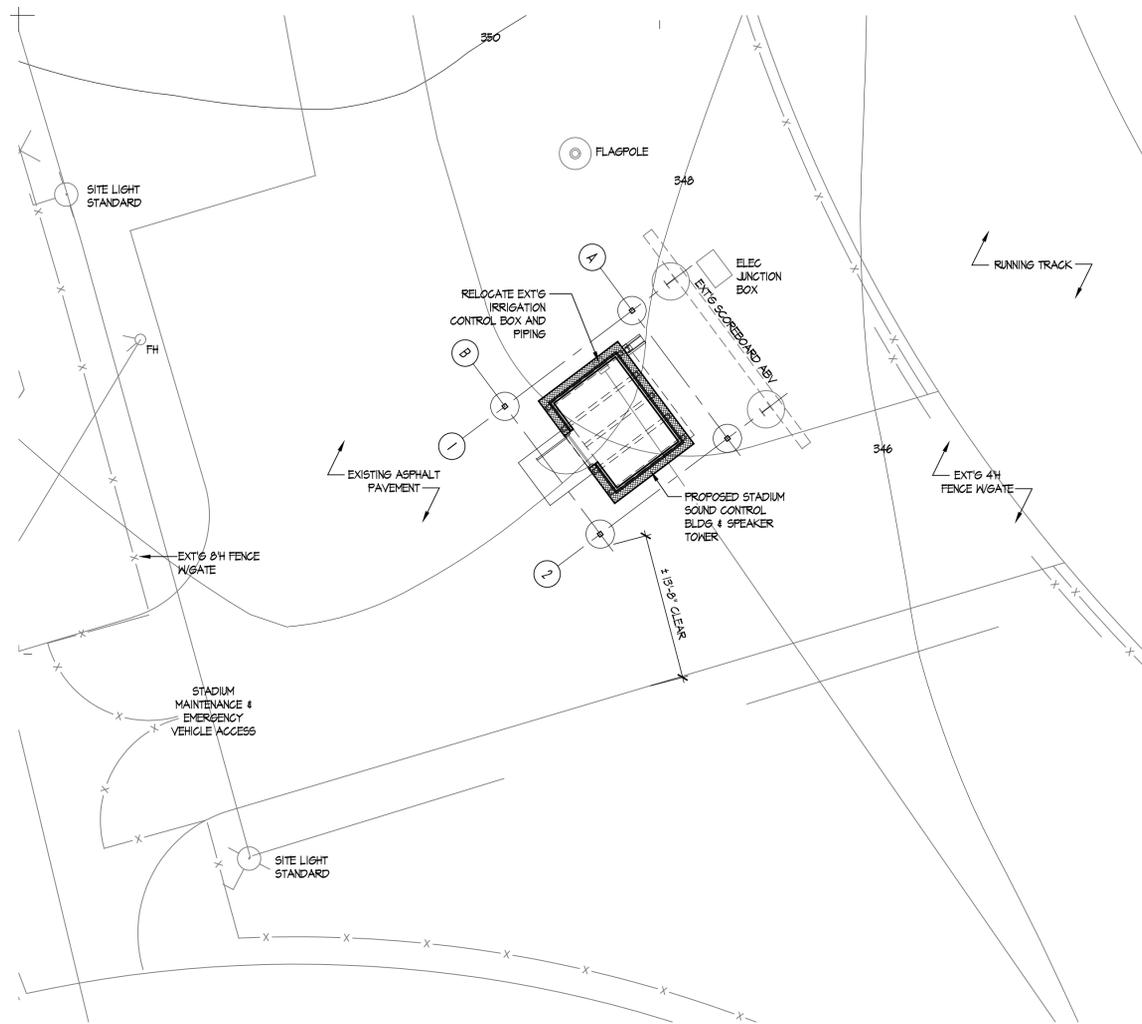 350
FLAGPOLE
348
SITE LIGHT
STANDARD
A
ELEC
JUNCTION
BOX
RUNNING TRACK
RELOCATE EXT'G
IRRIGATION
CONTROL BOX AND
PIPING
EXT'G SCOREBOARD ABV
FH
B
1
346
EXISTING ASPHALT
PAVEMENT
EXT'G 4'H
FENCE W/GATE
PROPOSED STADIUM
SOUND CONTROL
BLDG & SPEAKER
TOWER
EXT'G 8'H FENCE
W/GATE
2
± 13'-8" CLEAR
STADIUM
MAINTENANCE &
EMERGENCY
VEHICLE ACCESS
SITE LIGHT
STANDARD